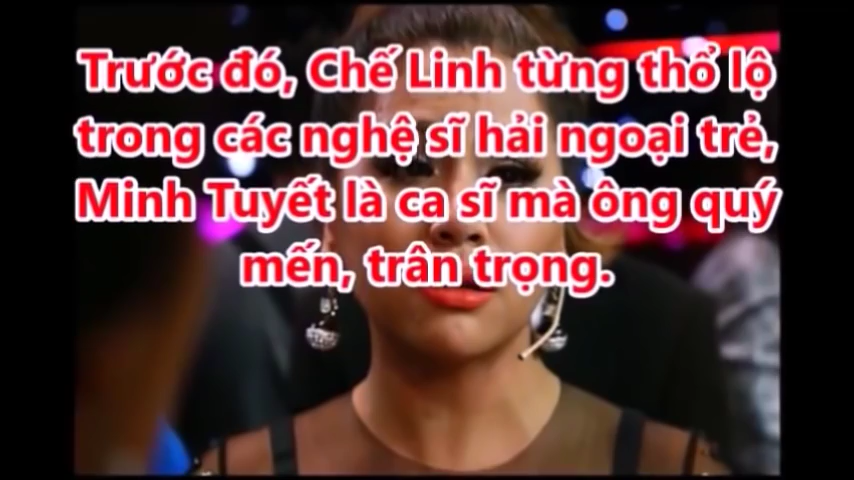 Trước đó, Chế Linh từng thổ lộ
trong các nghệ sĩ hải ngoại trẻ,
Minh Tuyết là ca sĩ mà ông quý
mến, trân trọng.